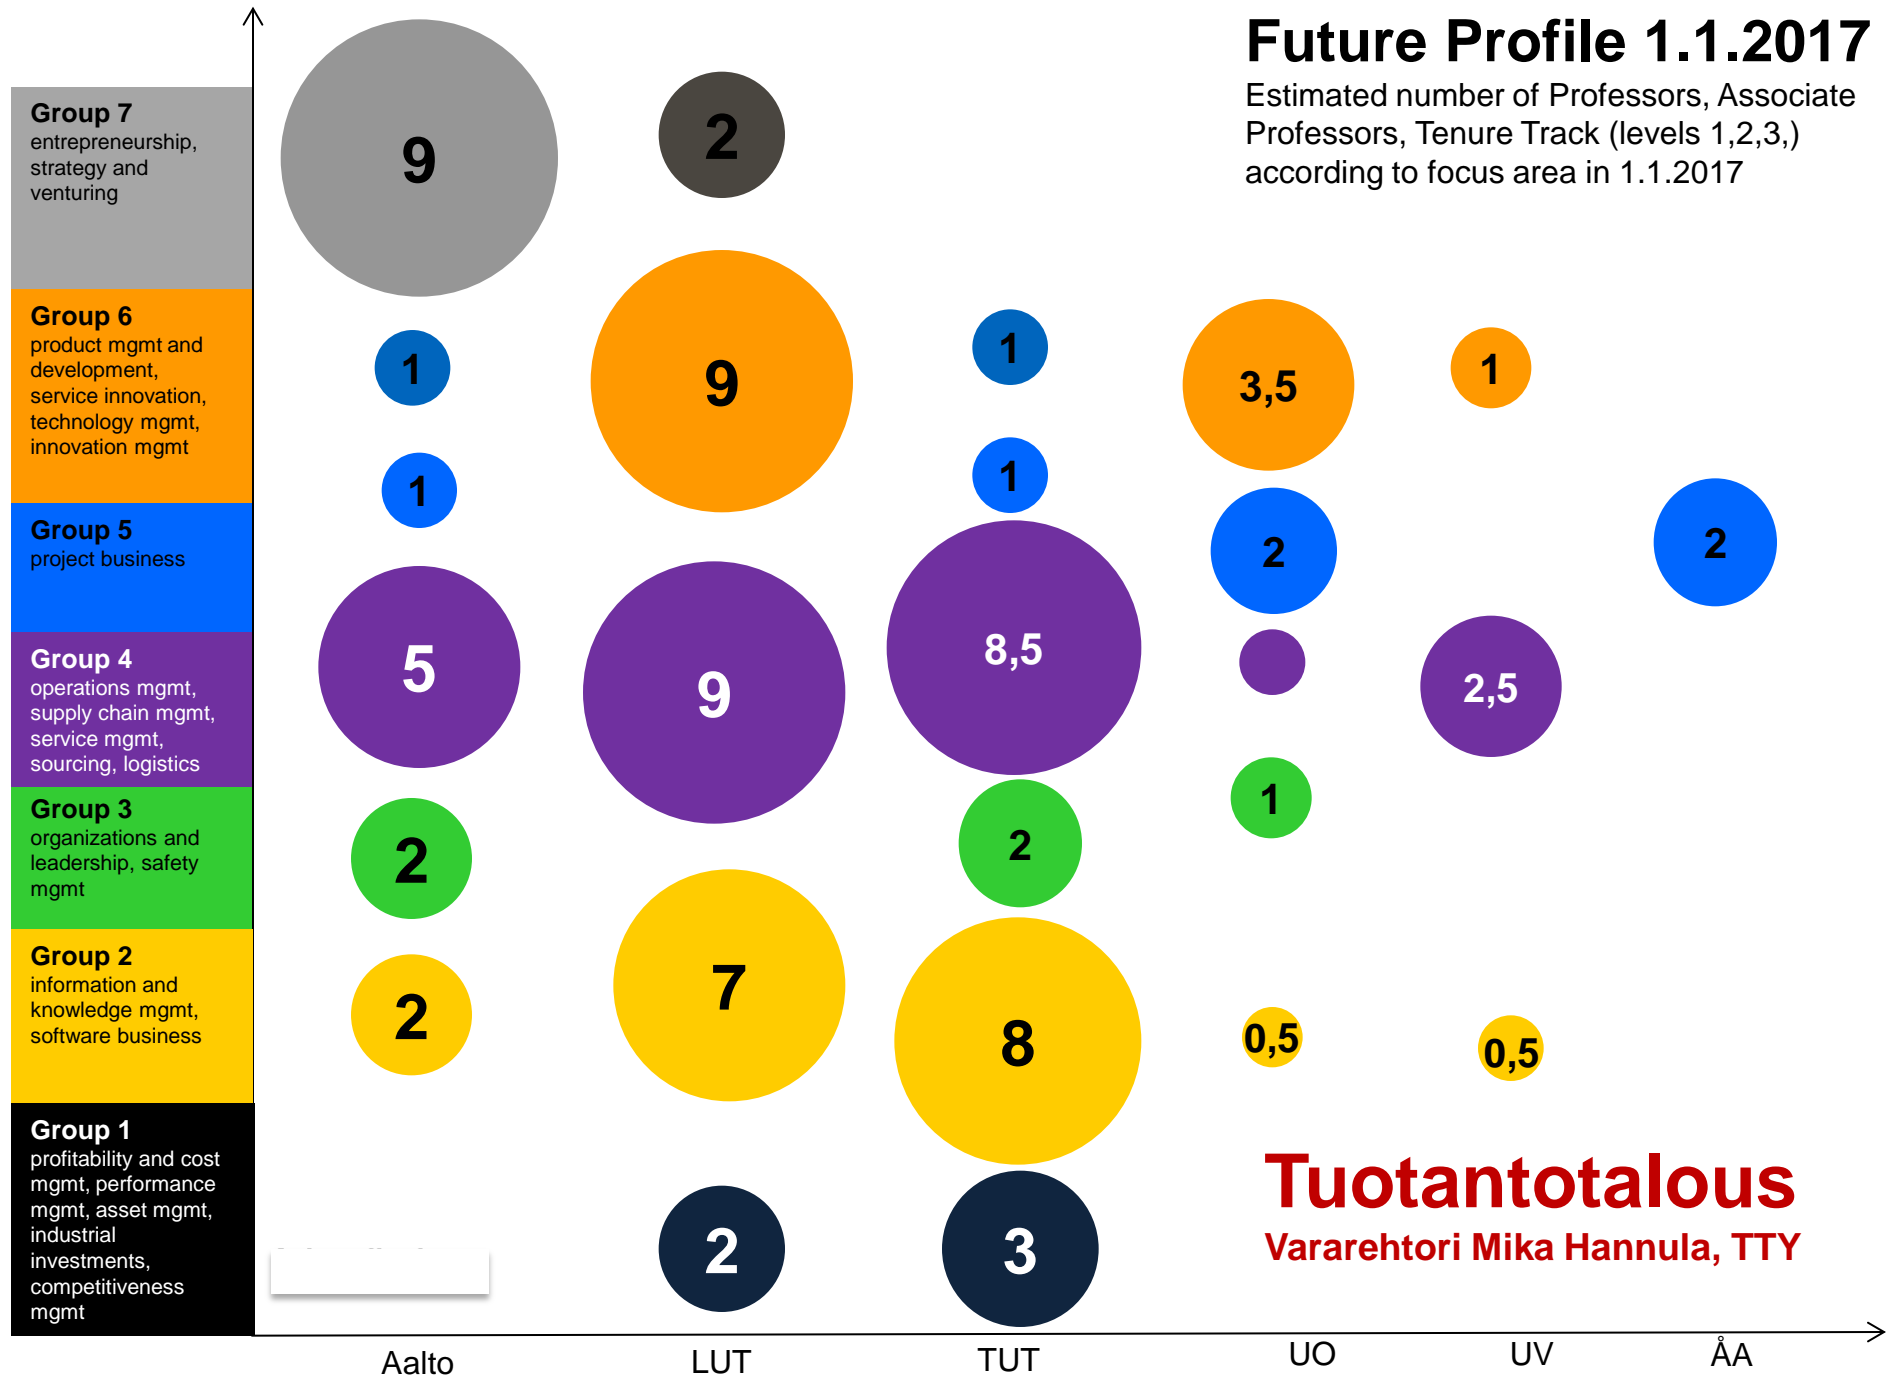 Future Profile 1.1.2017
Estimated number of Professors, Associate
Professors, Tenure Track (levels 1,2,3,)
according to focus area in 1.1.2017
Group 7
entrepreneurship,
strategy and
venturing
9
2
Group 6
product mgmt and
development,
service innovation,
technology mgmt,
innovation mgmt
1
9
1
3,5
1
1
1
Group 5
project business
2
2
Group 4
operations mgmt,
supply chain mgmt,
service mgmt,
sourcing, logistics
5
9
8,5
2,5
Group 3
organizations and
leadership, safety
mgmt
2
2
1
Group 2
information and
knowledge mgmt,
software business
2
7
8
0,5
0,5
Group 1
profitability and cost
mgmt, performance
mgmt, asset mgmt,
industrial
investments,
competitiveness
mgmt
2
3
Tuotantotalous
Vararehtori Mika Hannula, TTY
Aalto
LUT
TUT
UO
UV
ÅA